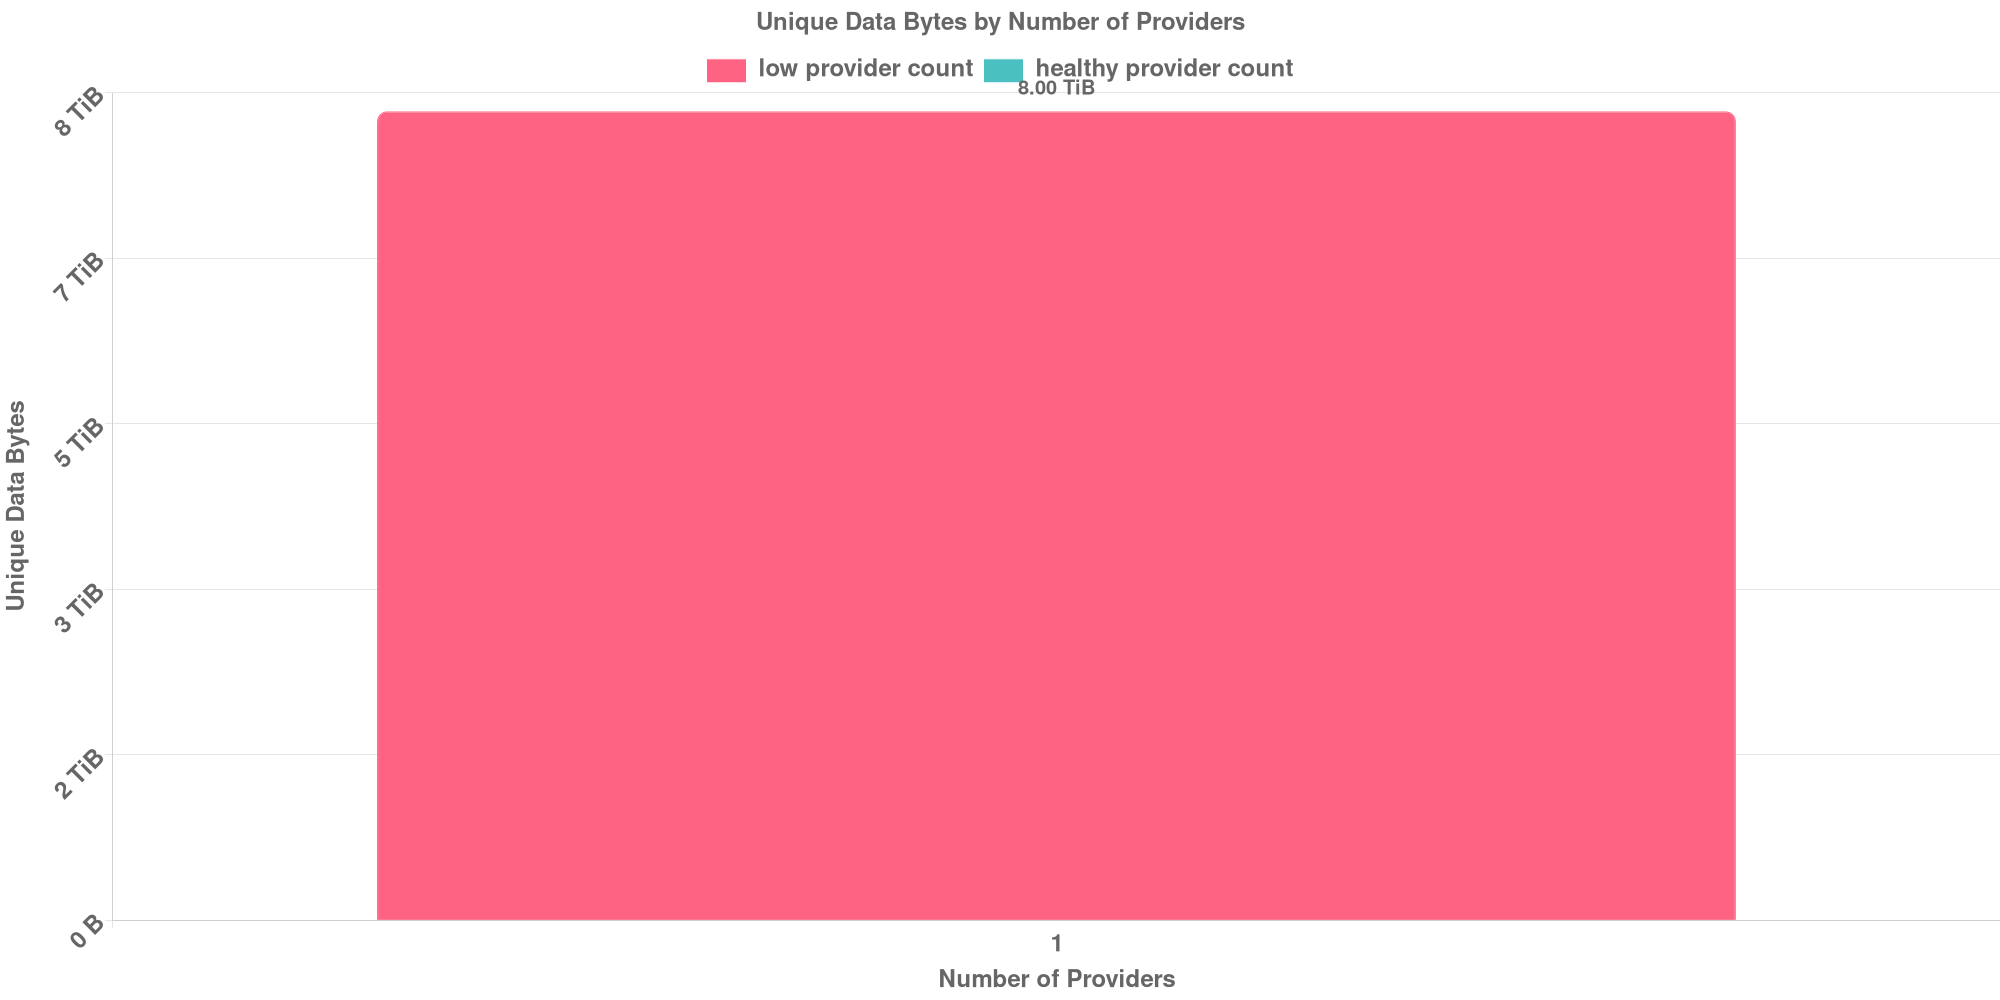 Unique Data Bytes by Number of Providers
low provider count
healthy provider count
8.00 TiB
8 TiB
7 TiB
5 TiB
3 TiB
2 TiB
0 B
Unique Data Bytes
1
Number of Providers